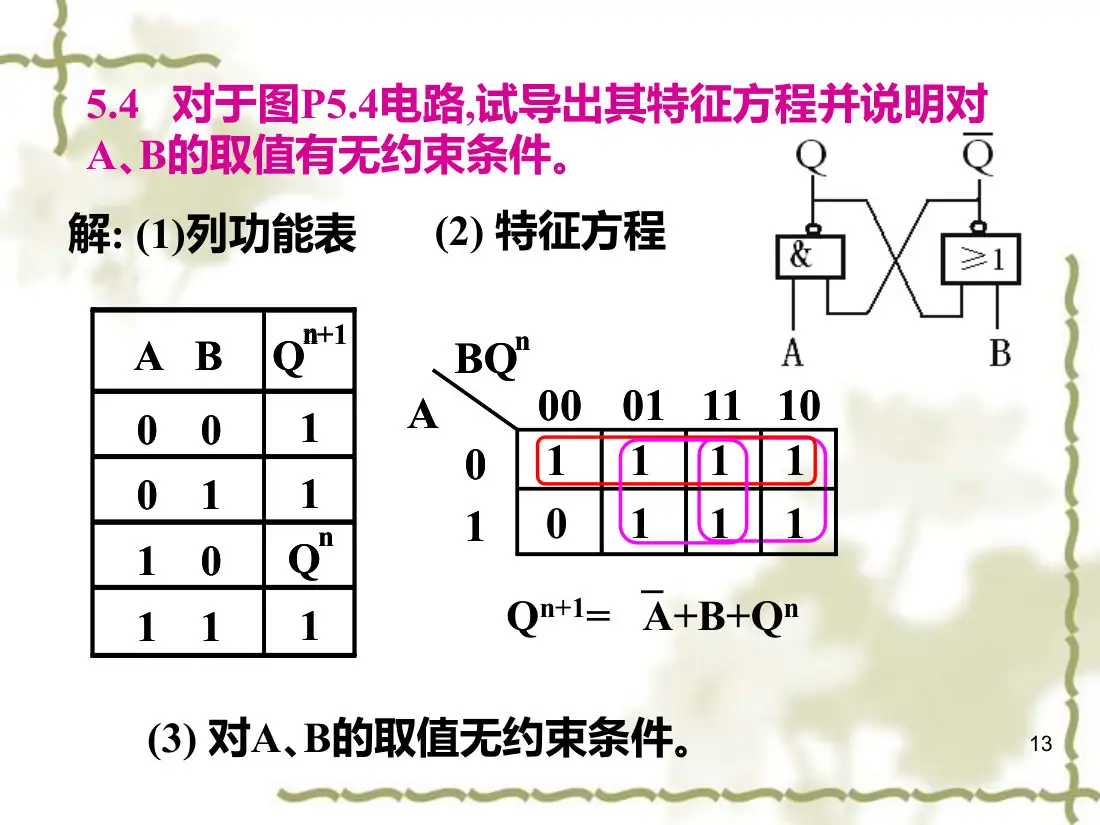 5.4 对于图P5.4电路,试导出其特征方程并说明对
A、B的取值有无约束条件。
Q Q̅
& ≥1
A B
解: (1)列功能表 (2) 特征方程
A B Qⁿ⁺¹
0 0 1
0 1 1
1 0 Qⁿ
1 1 1
BQⁿ
A
00 01 11 10
0 1 1 1 1
1 0 1 1 1
Qⁿ⁺¹= A̅+B+Qⁿ
(3) 对A、B的取值无约束条件。
13